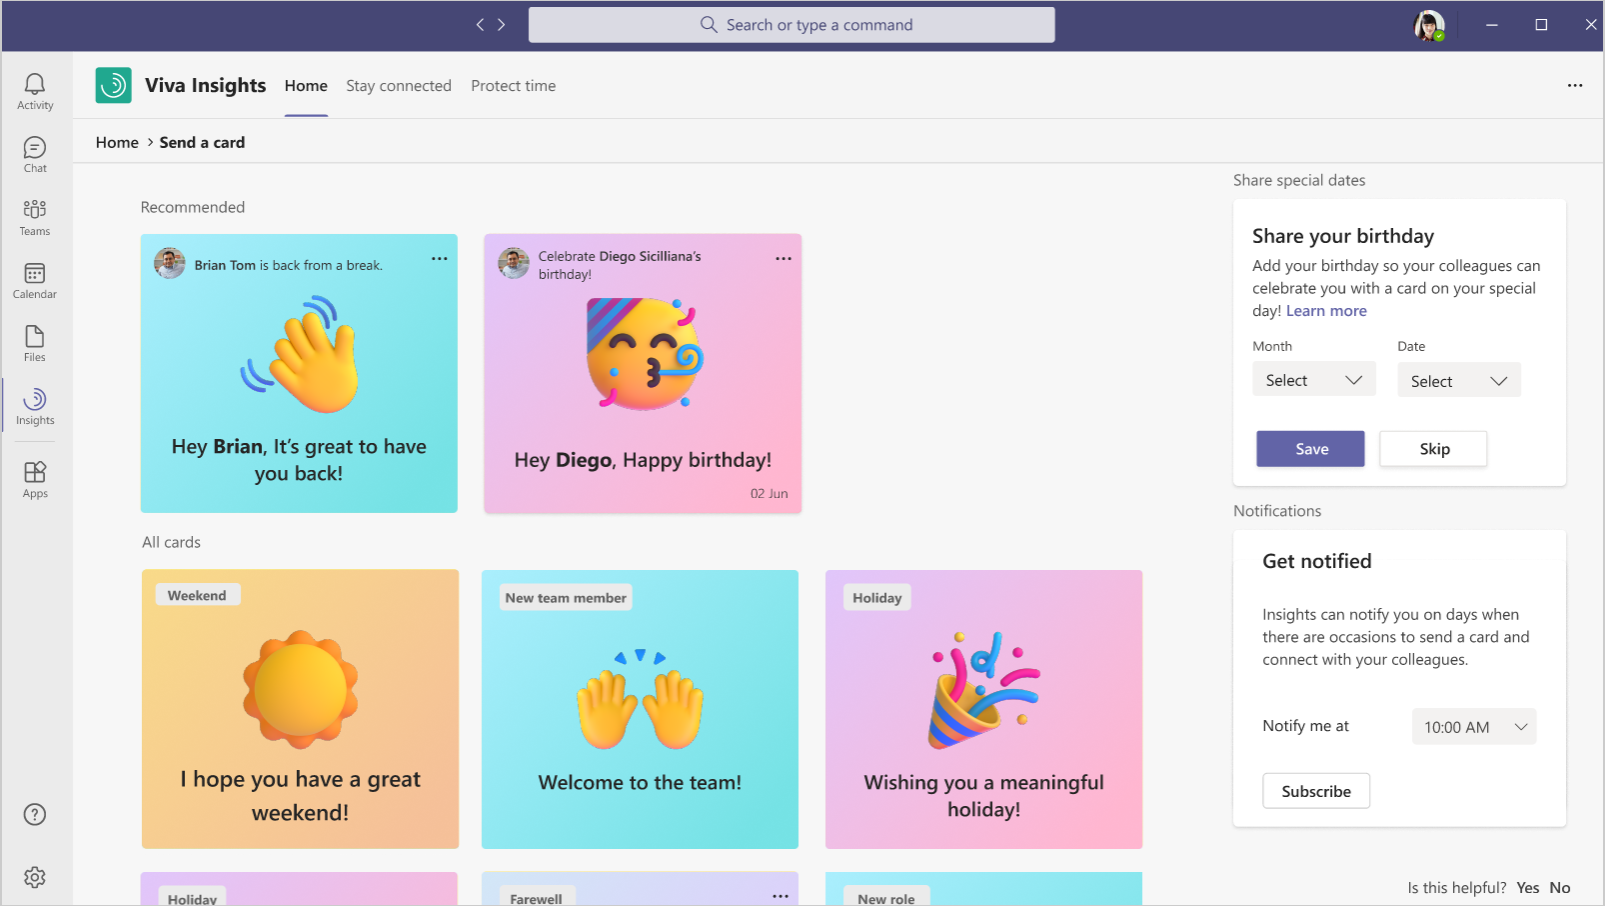 Search or type a command
Activity
Chat
Teams
Calendar
Files
Insights
Apps
Viva Insights
Home
Stay connected
Protect time
Home > Send a card
Recommended
Brian Tom is back from a break.
Hey Brian, It’s great to have
you back!
Celebrate Diego Sicilliana’s
birthday!
Hey Diego, Happy birthday!
02 Jun
All cards
Weekend
I hope you have a great
weekend!
New team member
Welcome to the team!
Holiday
Wishing you a meaningful
holiday!
Holiday
Farewell
New role
Share special dates
Share your birthday
Add your birthday so your colleagues can
celebrate you with a card on your special
day! Learn more
Month
Date
Select
Select
Save
Skip
Notifications
Get notified
Insights can notify you on days when
there are occasions to send a card and
connect with your colleagues.
Notify me at
10:00 AM
Subscribe
Is this helpful? Yes No